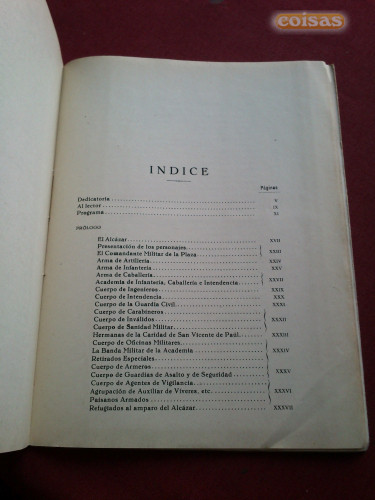 coisas
INDICE
Páginas
Dedicatoria V
Al lector IX
Programa XI
PRÓLOGO:
El Alcázar XVII
Presentación de los personajes
El Comandante Militar de la Plaza XXIII
Arma de Artillería XXIV
Arma de Infantería XXV
Arma de Caballería
Academia de Infantería, Caballería e Intendencia XXVII
Cuerpo de Ingenieros XXIX
Cuerpo de Intendencia XXX
Cuerpo de la Guardia Civil XXXI
Cuerpo de Carabineros
Cuerpo de Inválidos XXXII
Cuerpo de Sanidad Militar
Hermanas de la Caridad de San Vicente de Paúl XXXIII
Cuerpo de Oficinas Militares
La Banda Militar de la Academia XXXIV
Retirados Especiales
Cuerpo de Armeros
Cuerpo de Guardias de Asalto y de Seguridad XXXV
Cuerpo de Agentes de Vigilancia
Agrupación de Auxiliar de Víveres, etc. XXXVI
Paisanos Armados
Refugiados al amparo del Alcázar XXXVII